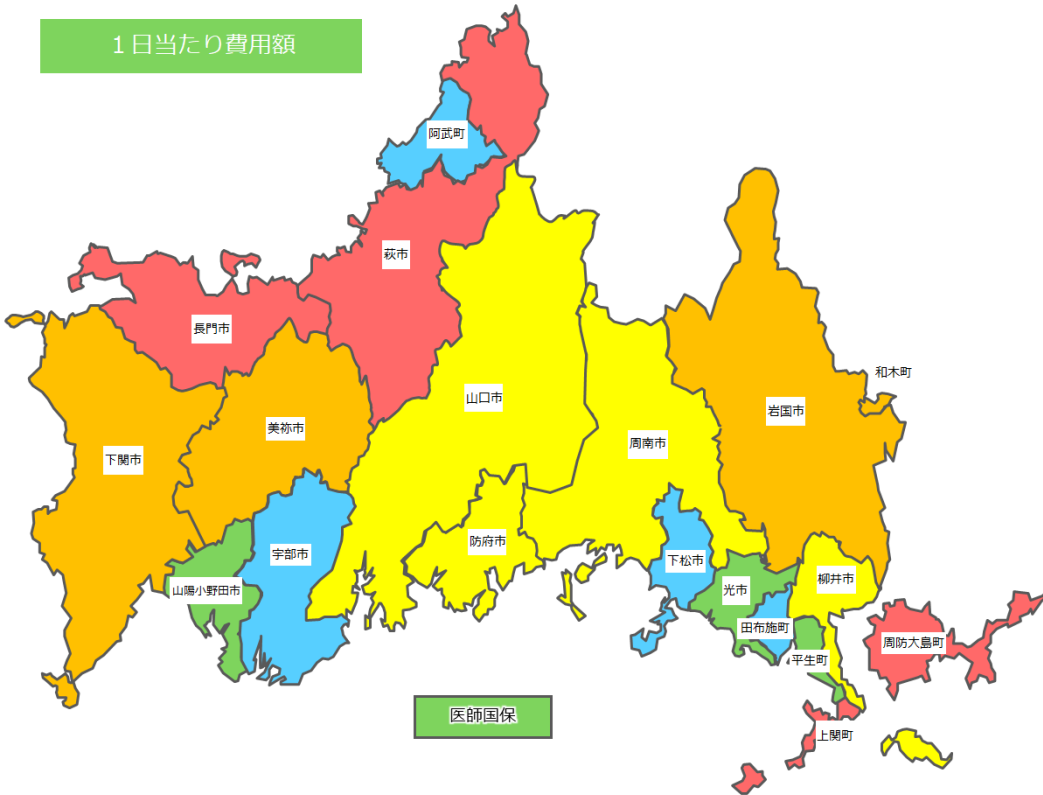 １日当たり費用額
阿武町
萩市
長門市
和木町
山口市
岩国市
美祢市
周南市
下関市
防府市
宇部市
下松市
柳井市
光市
山陽小野田市
田布施町
周防大島町
平生町
医師国保
上関町